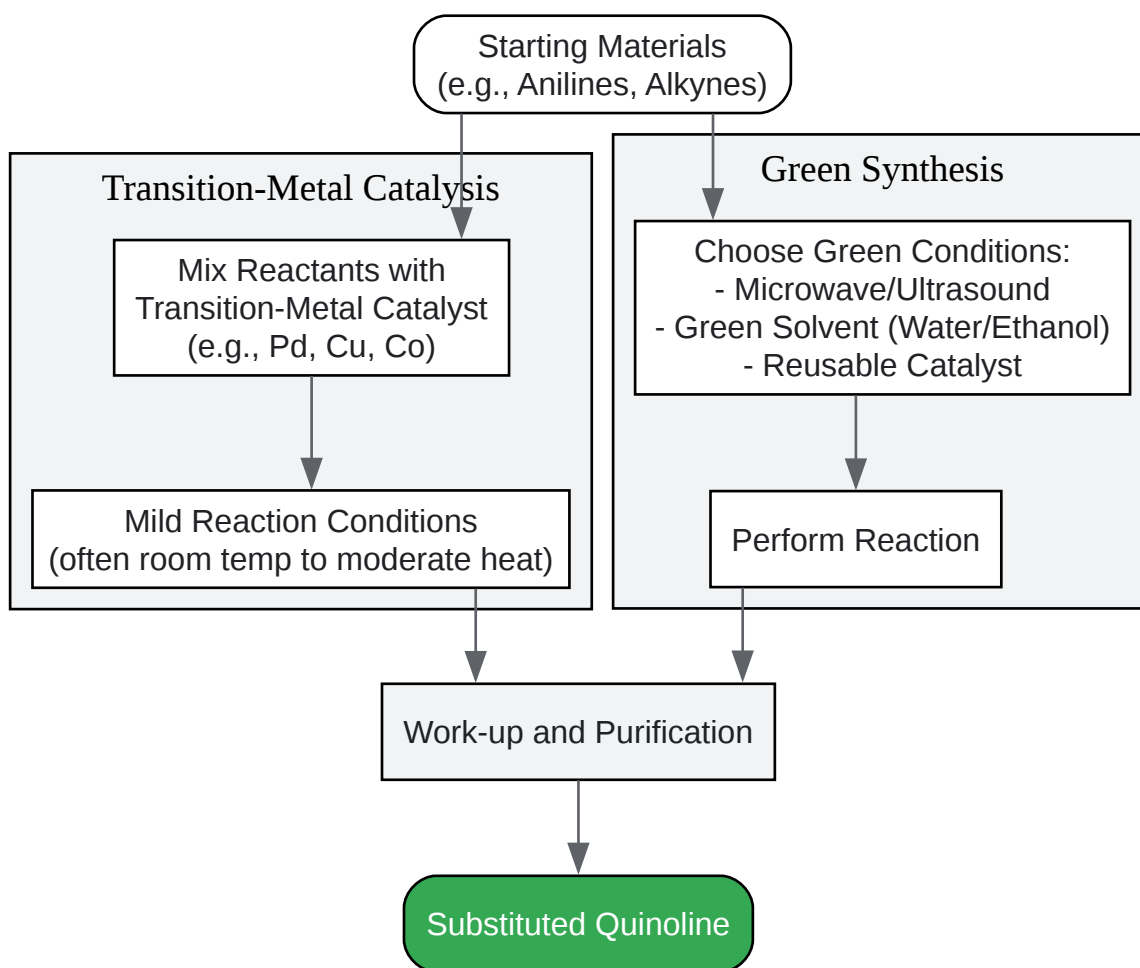 Starting Materials
(e.g., Anilines, Alkynes)
Transition-Metal Catalysis
Mix Reactants with
Transition-Metal Catalyst
(e.g., Pd, Cu, Co)
Mild Reaction Conditions
(often room temp to moderate heat)
Green Synthesis
Choose Green Conditions:
- Microwave/Ultrasound
- Green Solvent (Water/Ethanol)
- Reusable Catalyst
Perform Reaction
Work-up and Purification
Substituted Quinoline